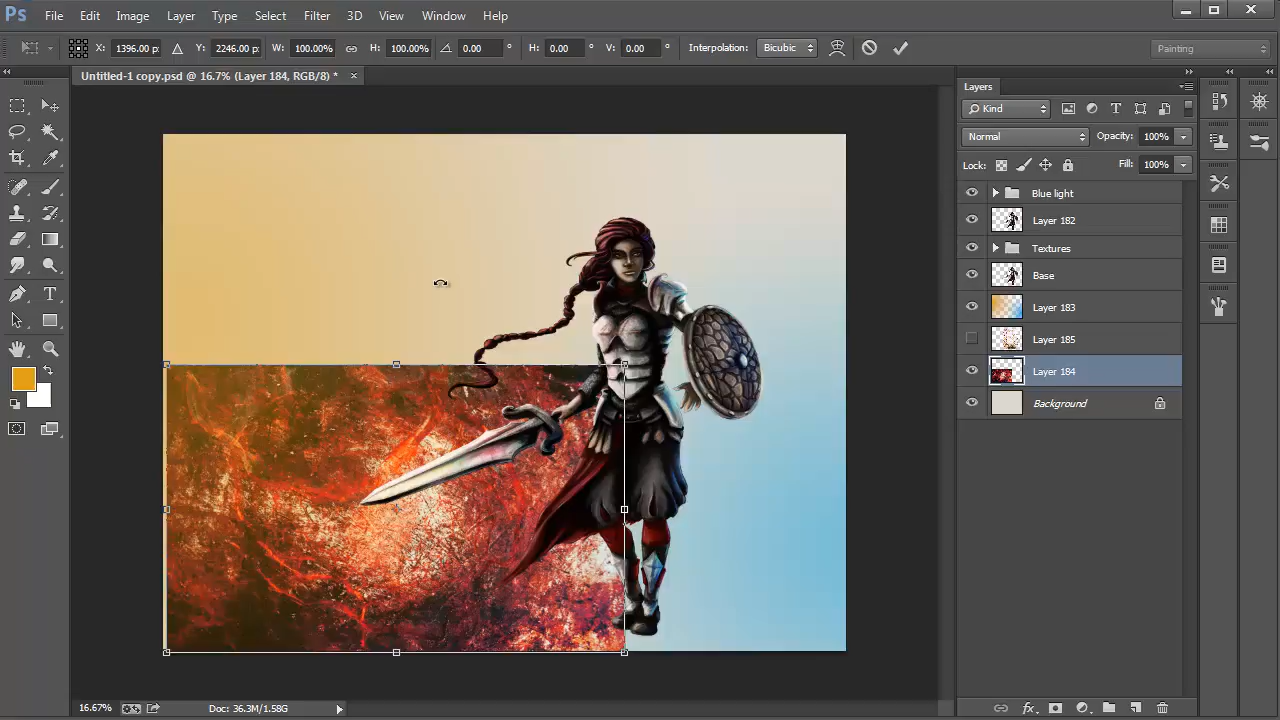 Ps File Edit Image Layer Type Select Filter 3D View Window Help
X: 1396.00 px Y: 2246.00 px W: 100.00% H: 100.00% 0.00 ° H: 0.00 ° V: 0.00 ° Interpolation: Bicubic Painting
Untitled-1 copy.psd @ 16.7% (Layer 184, RGB/8) * ×
Layers
Kind
Normal Opacity: 100%
Lock: Fill: 100%
Blue light
Layer 182
Textures
Base
Layer 183
Layer 185
Layer 184
Background
16.67% Doc: 36.3M/1.58G